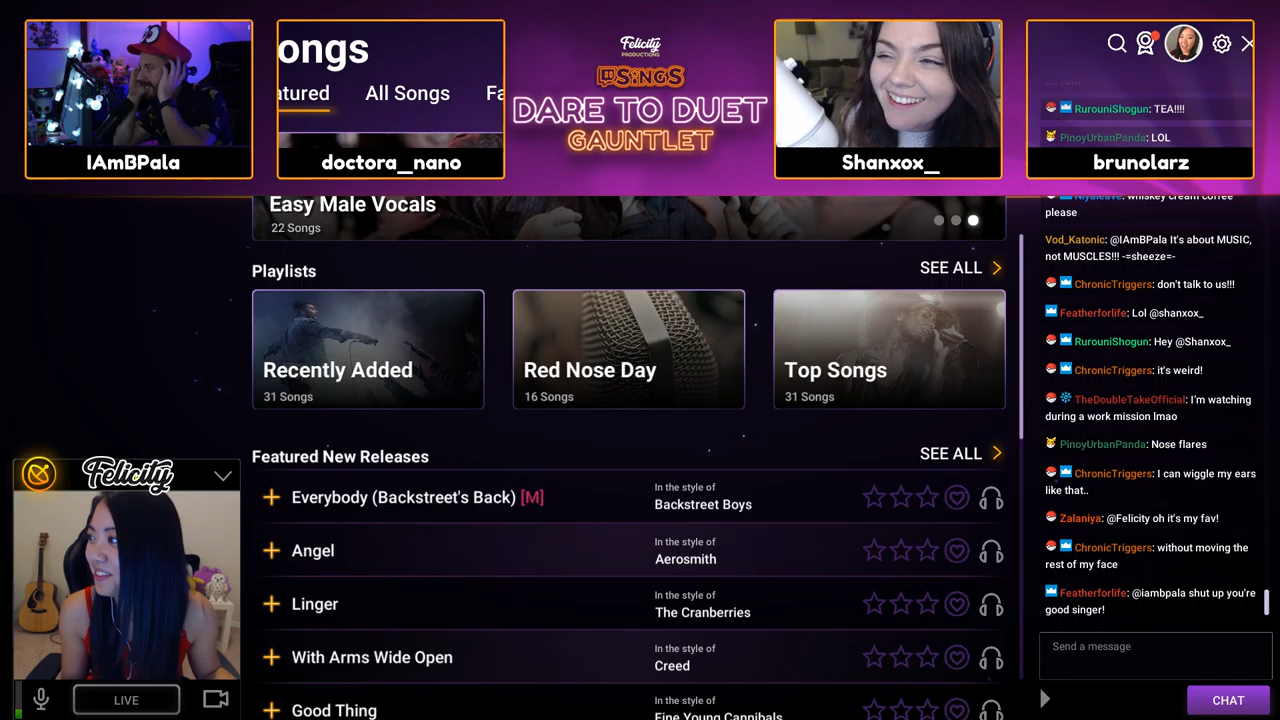 ongs
atured All Songs Fa
IAmBPala
doctora__nano
Felicity
PRODUCTIONS
SINGS
DARE TO DUET
GAUNTLET
Shanxox_
RurouniShogun: TEA!!!!
PinoyUrbanPanda: LOL
brunolarz
Easy Male Vocals
22 Songs
Playlists
SEE ALL
Recently Added
31 Songs
Red Nose Day
16 Songs
Top Songs
31 Songs
Featured New Releases
SEE ALL
Everybody (Backstreet's Back) [M]
In the style of
Backstreet Boys
Angel
In the style of
Aerosmith
Linger
In the style of
The Cranberries
With Arms Wide Open
In the style of
Creed
Good Thing
In the style of
Fine Young Cannibals
Felicity
LIVE
Niyaleave: whiskey cream coffee
please
Vod_Katonic: @IAmBPala It's about MUSIC,
not MUSCLES!!! -=sheeze=-
ChronicTriggers: don't talk to us!!!
Featherforlife: Lol @shanxox_
RurouniShogun: Hey @Shanxox_
ChronicTriggers: it's weird!
TheDoubleTakeOfficial: I'm watching
during a work mission lmao
PinoyUrbanPanda: Nose flares
ChronicTriggers: I can wiggle my ears
like that..
Zalaniya: @Felicity oh it's my fav!
ChronicTriggers: without moving the
rest of my face
Featherforlife: @iambpala shut up you're
good singer!
Send a message
CHAT